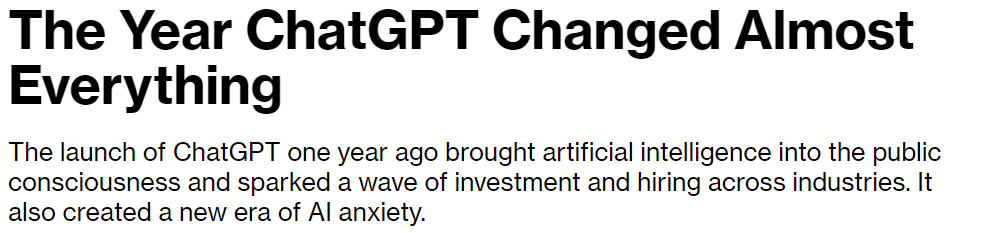 The Year ChatGPT Changed Almost
Everything
The launch of ChatGPT one year ago brought artificial intelligence into the public
consciousness and sparked a wave of investment and hiring across industries. It
also created a new era of AI anxiety.